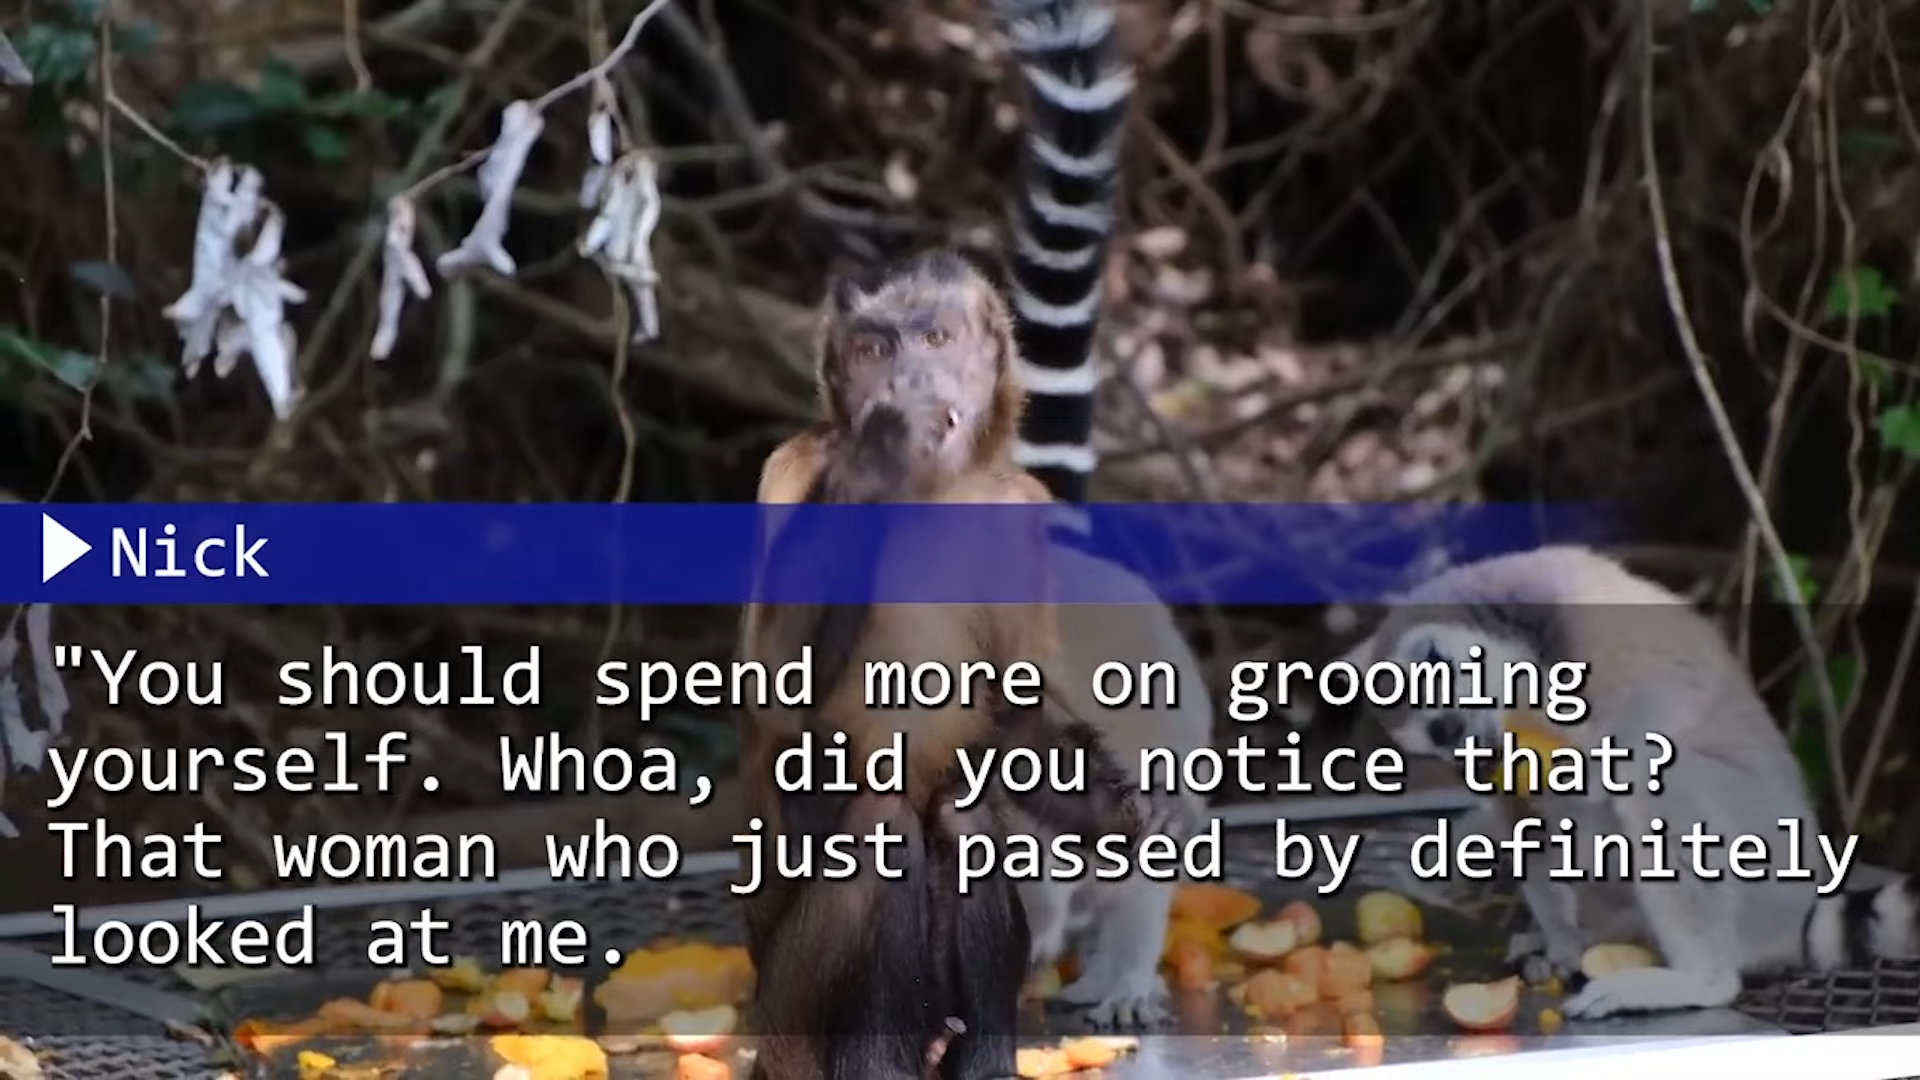 Nick
"You should spend more on grooming
yourself. Whoa, did you notice that?
That woman who just passed by definitely
looked at me.